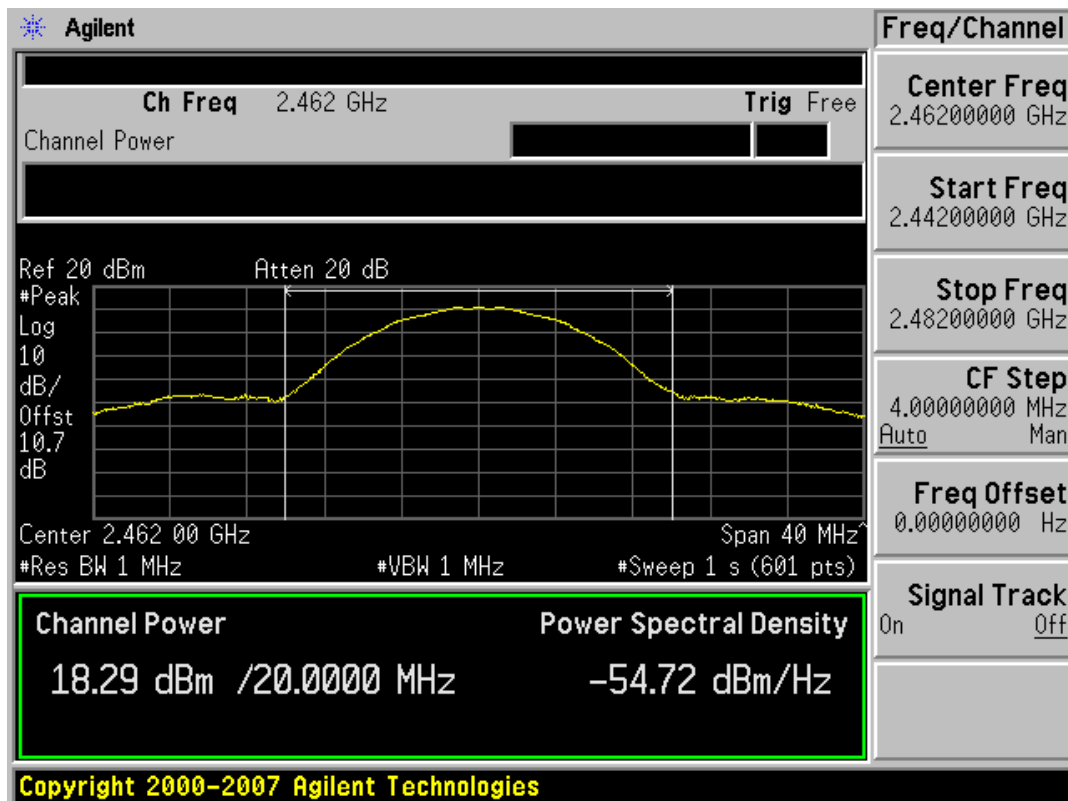 Agilent
Freq/Channel
Ch Freq 2.462 GHz Trig Free
Channel Power
Center Freq
2.46200000 GHz
Start Freq
2.44200000 GHz
Stop Freq
2.48200000 GHz
CF Step
4.00000000 MHz
Auto Man
Freq Offset
0.00000000 Hz
Signal Track
On Off
Ref 20 dBm Atten 20 dB
#Peak
Log
10
dB/
Offst
10.7
dB
Center 2.462 00 GHz Span 40 MHz^
#Res BW 1 MHz #VBW 1 MHz #Sweep 1 s (601 pts)
Channel Power Power Spectral Density
18.29 dBm /20.0000 MHz -54.72 dBm/Hz
Copyright 2000-2007 Agilent Technologies